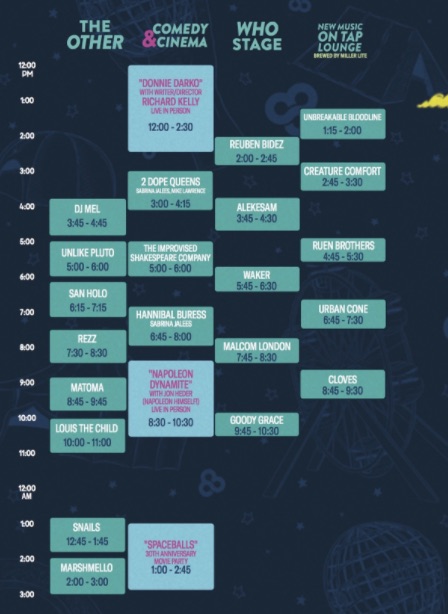 THE
OTHER
COMEDY
&CINEMA
WHO
STAGE
NEW MUSIC
ON TAP
LOUNGE
BREWED BY MILLER LITE
12:00
PM
1:00
2:00
3:00
4:00
5:00
6:00
7:00
8:00
9:00
10:00
11:00
12:00
AM
1:00
2:00
3:00
DJ MEL
3:45 - 4:45
UNLIKE PLUTO
5:00 - 6:00
SAN HOLO
6:15 - 7:15
REZZ
7:30 - 8:30
MATOMA
8:45 - 9:45
LOUIS THE CHILD
10:00 - 11:00
SNAILS
12:45 - 1:45
MARSHMELLO
2:00 - 3:00
"DONNIE DARKO"
WITH WRITER/DIRECTOR
RICHARD KELLY
LIVE IN PERSON
12:00 - 2:30
2 DOPE QUEENS
SABRINA JALEES, MIKE LAWRENCE
3:00 - 4:15
THE IMPROVISED
SHAKESPEARE COMPANY
5:00 - 6:00
HANNIBAL BURESS
SABRINA JALEES
6:45 - 8:00
"NAPOLEON
DYNAMITE"
WITH JON HEDER
(NAPOLEON HIMSELF!)
LIVE IN PERSON
8:30 - 10:30
"SPACEBALLS"
30TH ANNIVERSARY
MOVIE PARTY
1:00 - 2:45
REUBEN BIDEZ
2:00 - 2:45
ALEKESAM
3:45 - 4:30
WAKER
5:45 - 6:30
MALCOM LONDON
7:45 - 8:30
GOODY GRACE
9:45 - 10:30
UNBREAKABLE BLOODLINE
1:15 - 2:00
CREATURE COMFORT
2:45 - 3:30
RUEN BROTHERS
4:45 - 5:30
URBAN CONE
6:45 - 7:30
CLOVES
8:45 - 9:30